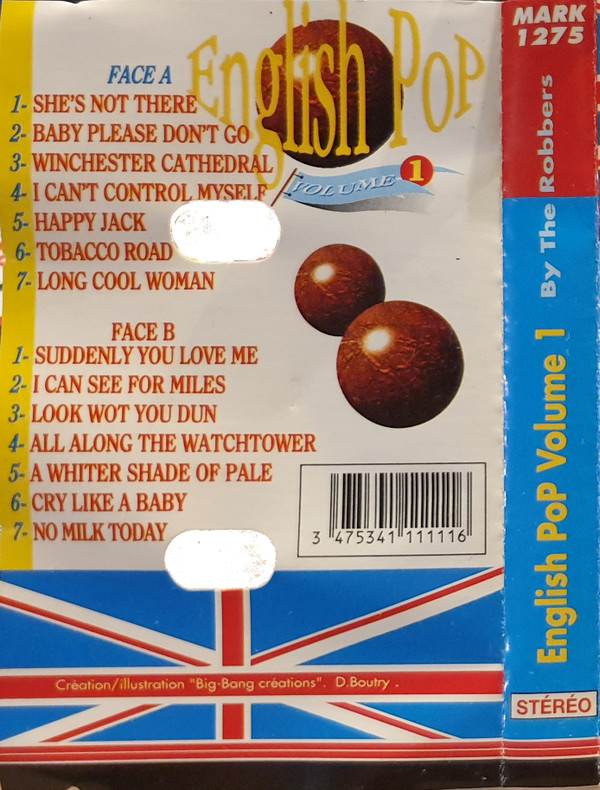 English POP
VOLUME 1
FACE A
1- SHE'S NOT THERE
2- BABY PLEASE DON'T GO
3- WINCHESTER CATHEDRAL
4- I CAN'T CONTROL MYSELF
5- HAPPY JACK
6- TOBACCO ROAD
7- LONG COOL WOMAN
FACE B
1- SUDDENLY YOU LOVE ME
2- I CAN SEE FOR MILES
3- LOOK WOT YOU DUN
4- ALL ALONG THE WATCHTOWER
5- A WHITER SHADE OF PALE
6- CRY LIKE A BABY
7- NO MILK TODAY
3 475341 111116
Création/illustration "Big-Bang créations". D.Boutry .
MARK
1275
English PoP Volume 1 By The Robbers
STÉRÉO